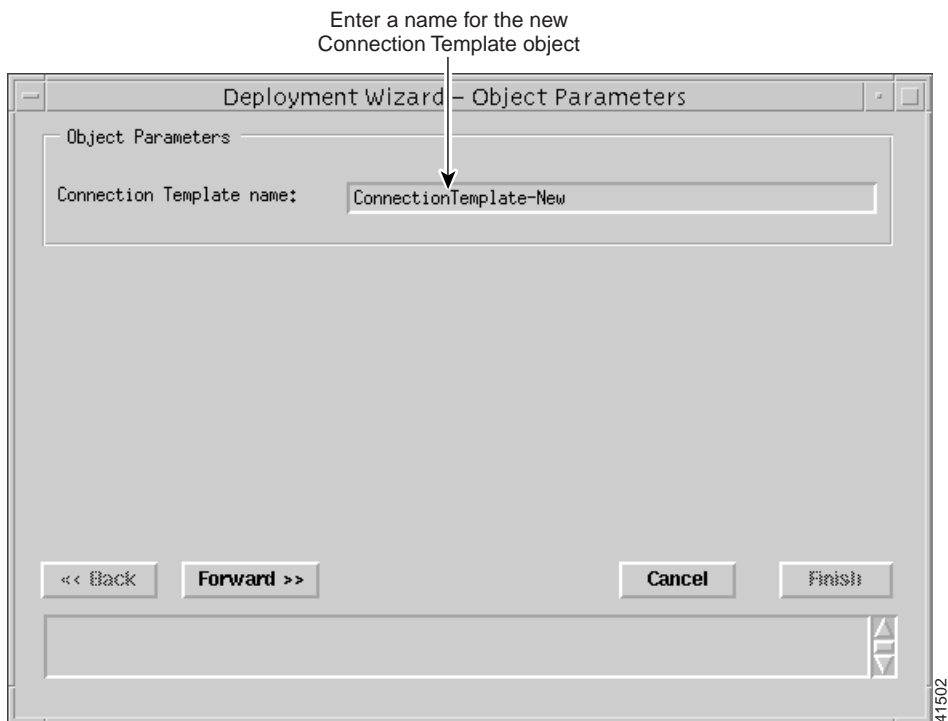 Enter a name for the new
Connection Template object
Deployment Wizard – Object Parameters
Object Parameters
Connection Template name:
ConnectionTemplate-New
<< Back
Forward >>
Cancel
Finish
41502